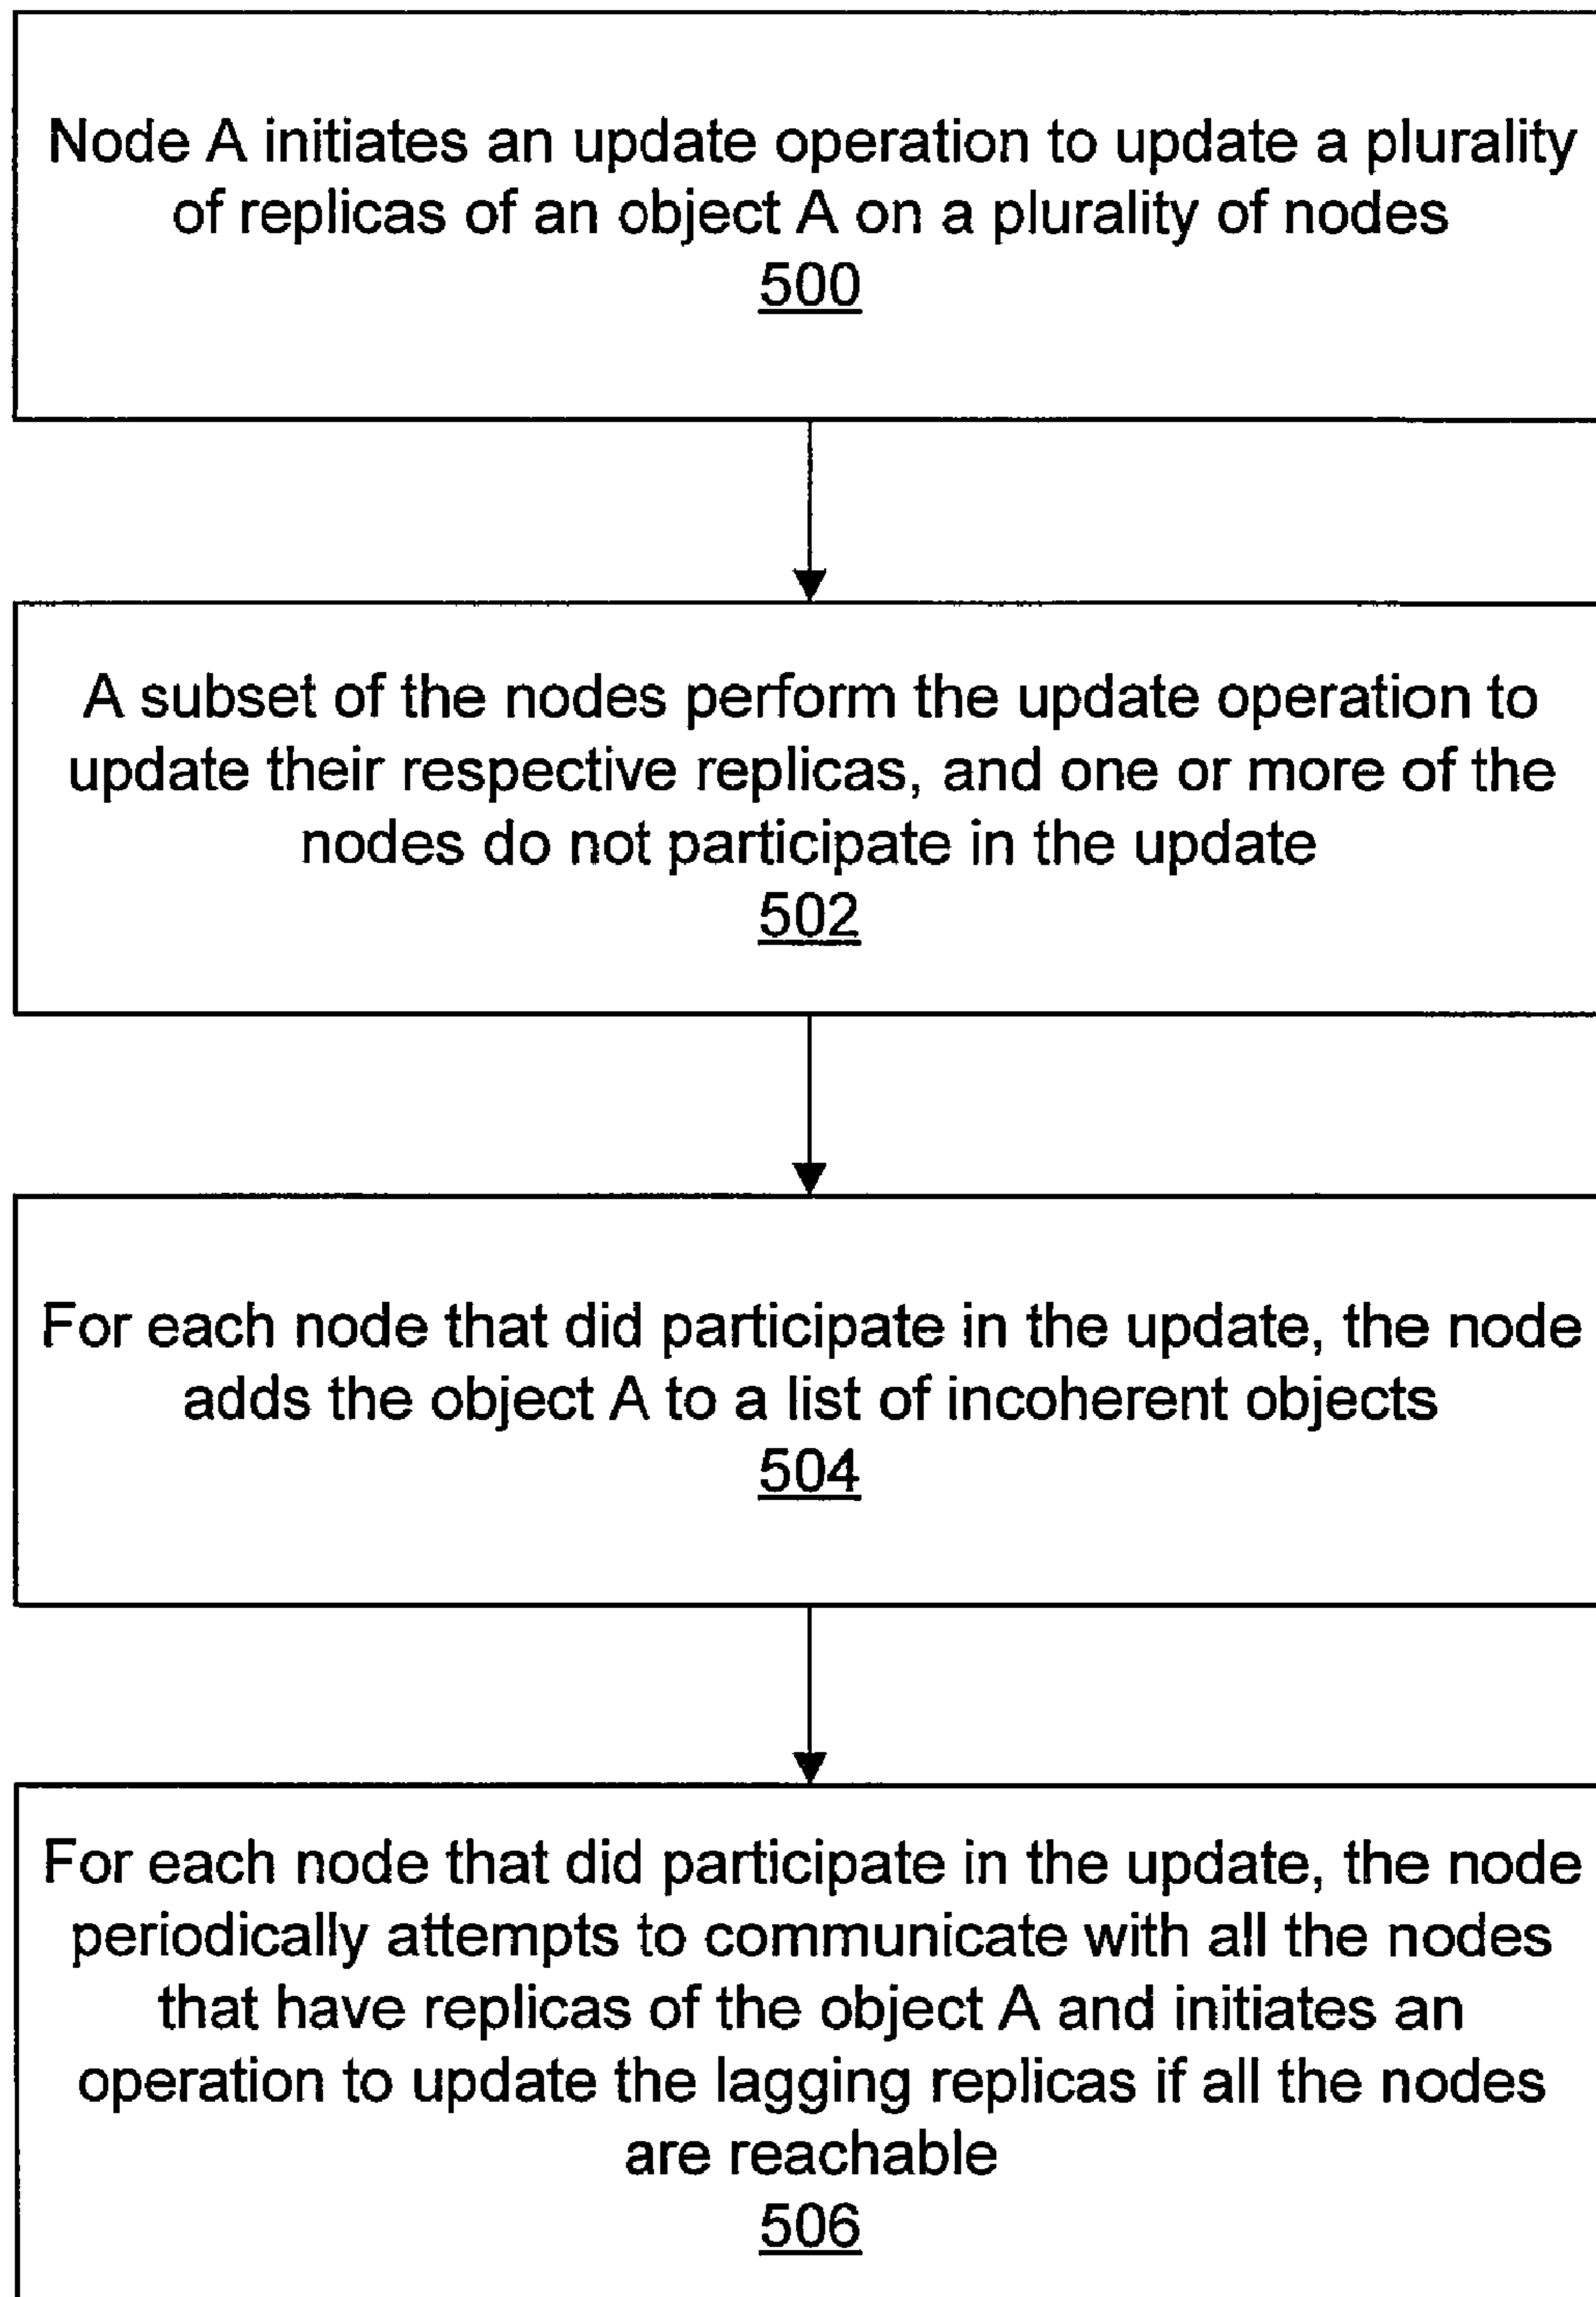 Node A initiates an update operation to update a plurality
of replicas of an object A on a plurality of nodes
500
A subset of the nodes perform the update operation to
update their respective replicas, and one or more of the
nodes do not participate in the update
502
For each node that did participate in the update, the node
adds the object A to a list of incoherent objects
504
For each node that did participate in the update, the node
periodically attempts to communicate with all the nodes
that have replicas of the object A and initiates an
operation to update the lagging replicas if all the nodes
are reachable
506